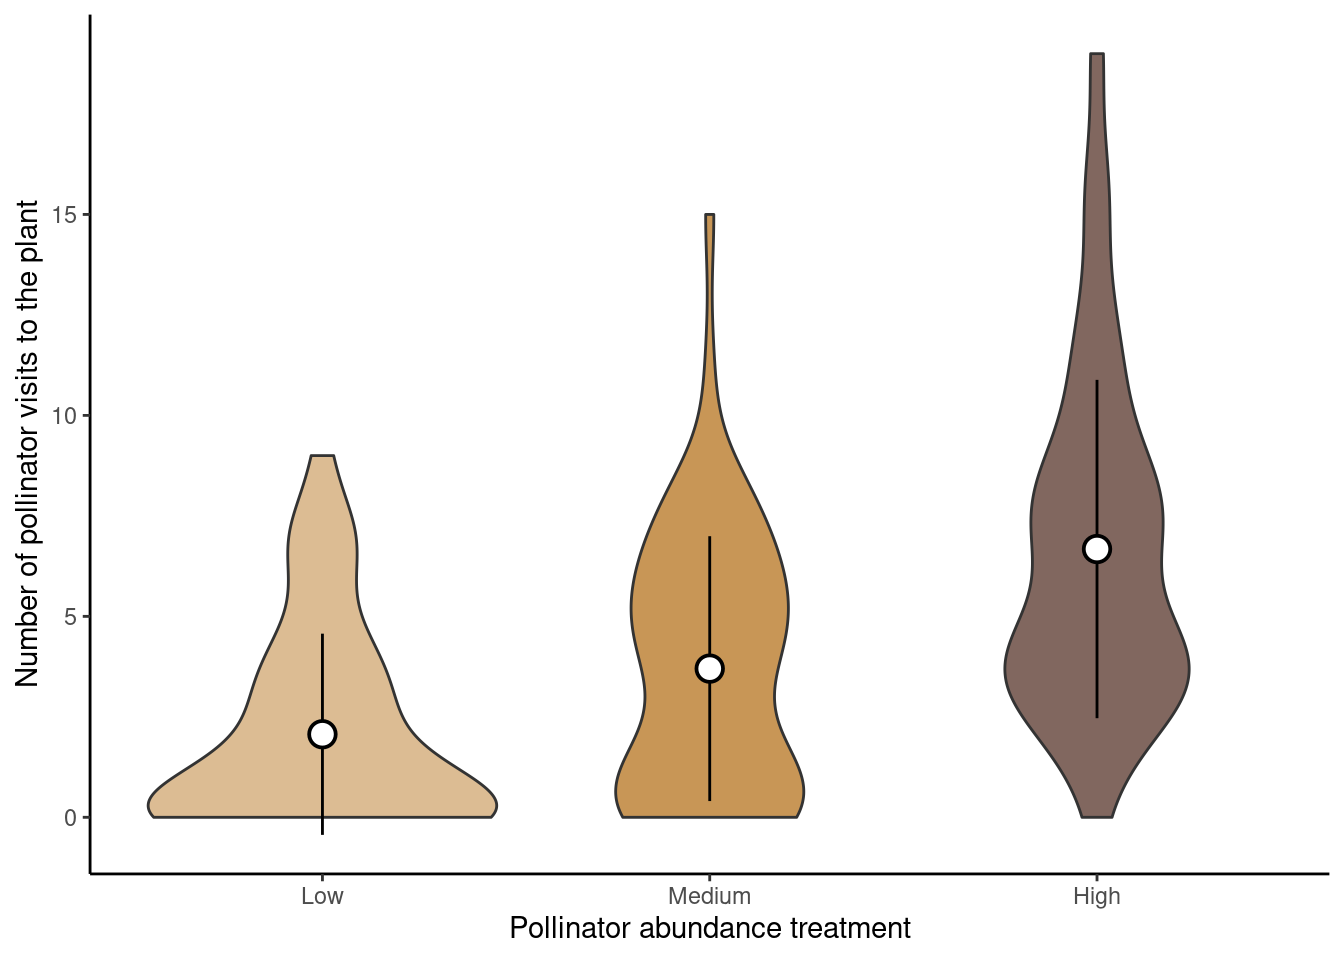 Number of pollinator visits to the plant
15
10
5
0
Low
Medium
High
Pollinator abundance treatment